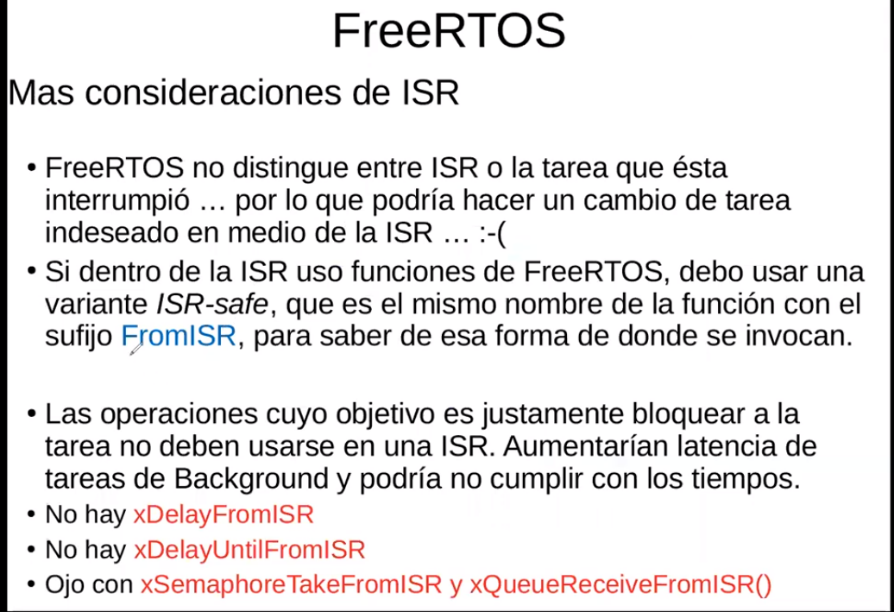 FreeRTOS
Mas consideraciones de ISR
• FreeRTOS no distingue entre ISR o la tarea que ésta
interrumpió … por lo que podría hacer un cambio de tarea
indeseado en medio de la ISR … :-(
• Si dentro de la ISR uso funciones de FreeRTOS, debo usar una
variante ISR-safe, que es el mismo nombre de la función con el
sufijo FromISR, para saber de esa forma de donde se invocan.
• Las operaciones cuyo objetivo es justamente bloquear a la
tarea no deben usarse en una ISR. Aumentarían latencia de
tareas de Background y podría no cumplir con los tiempos.
• No hay xDelayFromISR
• No hay xDelayUntilFromISR
• Ojo con xSemaphoreTakeFromISR y xQueueReceiveFromISR()